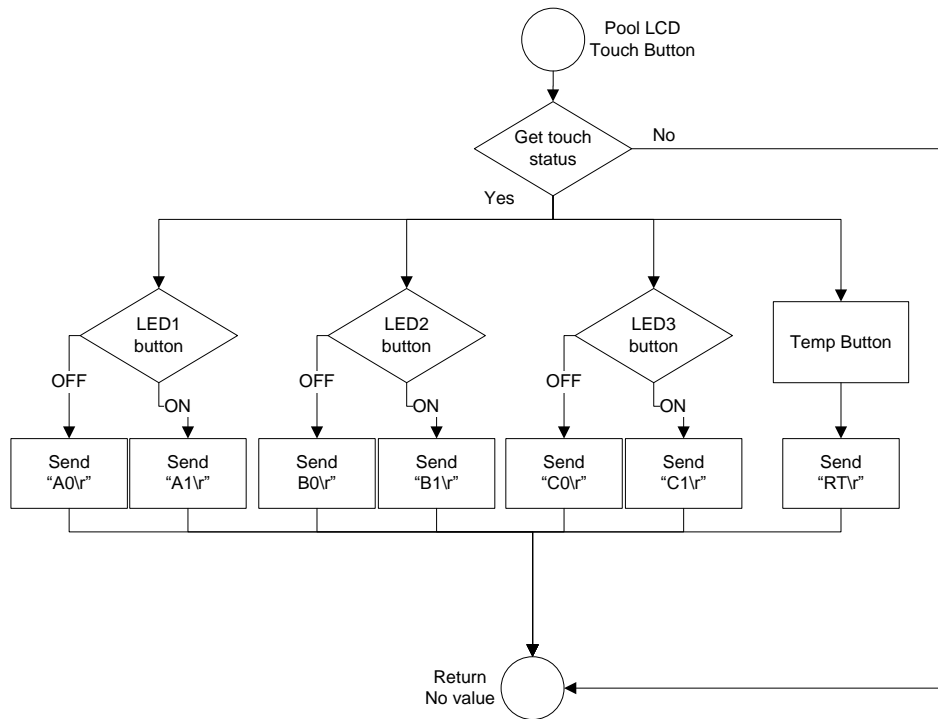 Pool LCD
Touch Button
Get touch
status
No
Yes
LED1
button
LED2
button
LED3
button
Temp Button
OFF
ON
OFF
ON
OFF
ON
Send
“A0\r”
Send
“A1\r”
Send
B0\r”
Send
“B1\r”
Send
“C0\r”
Send
“C1\r”
Send
“RT\r”
Return
No value